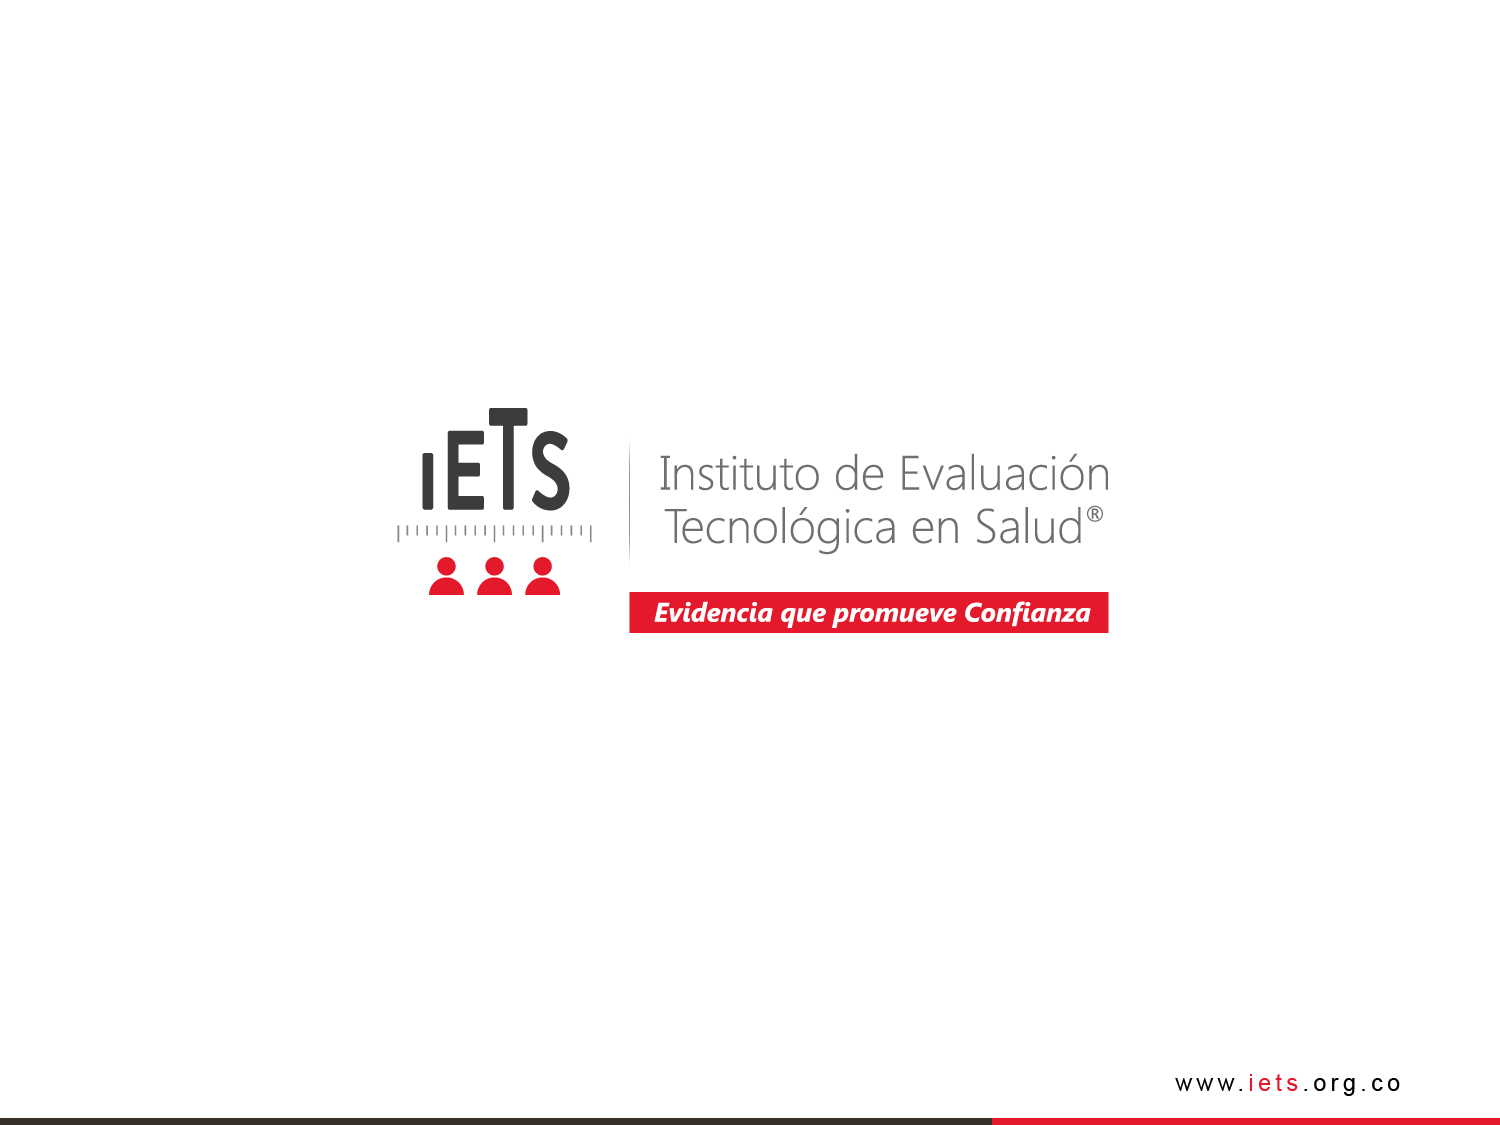 IETS
Instituto de Evaluación
Tecnológica en Salud®
Evidencia que promueve Confianza
www.iets.org.co